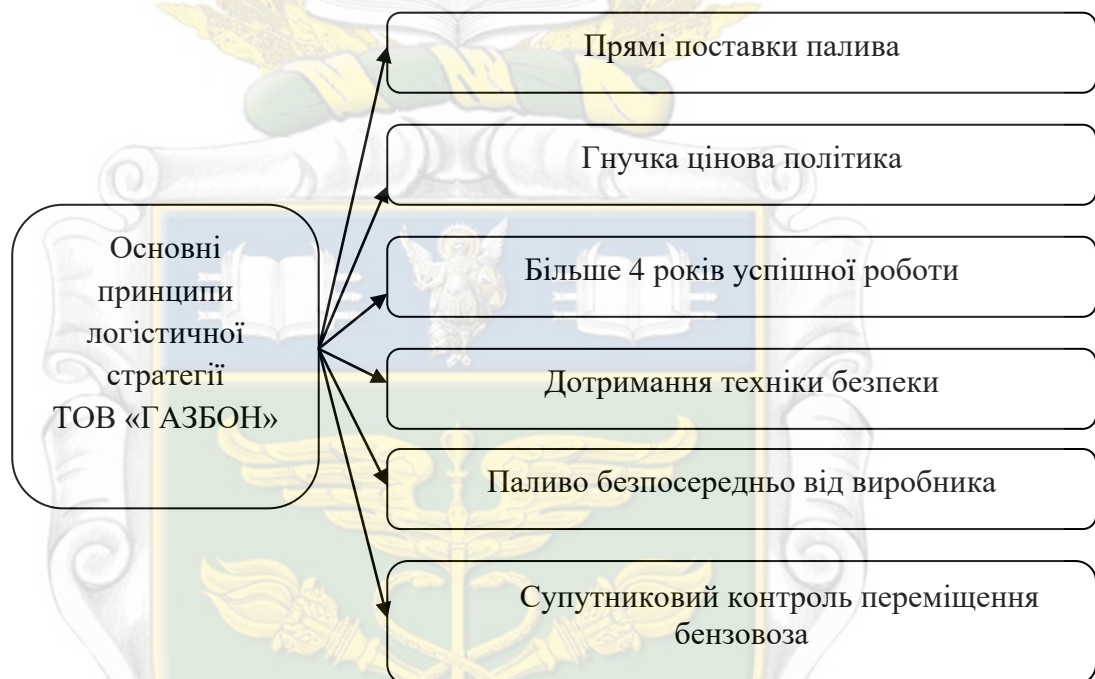 Прямі поставки палива
Гнучка цінова політика
Більше 4 років успішної роботи
Основні
принципи
логістичної
стратегії
ТОВ «ГАЗБОН»
Дотримання техніки безпеки
Паливо безпосередньо від виробника
Супутниковий контроль переміщення
бензовоза